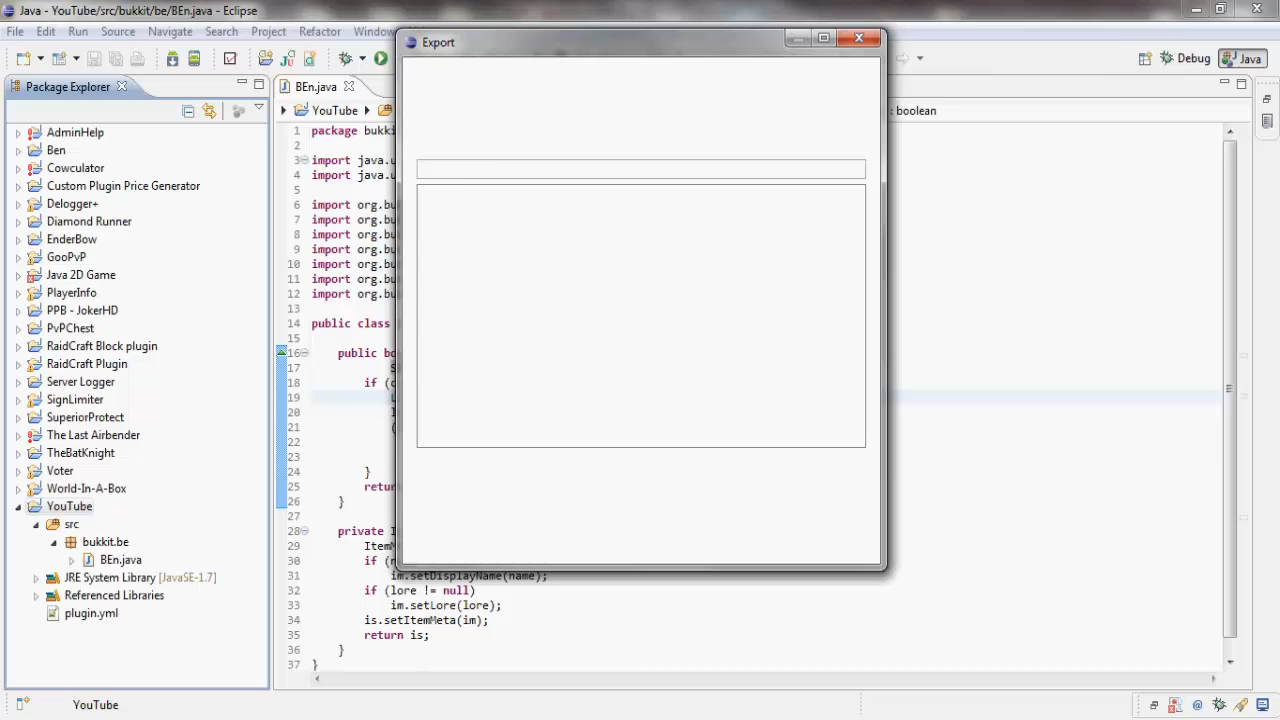 Java - YouTube/src/bukkit/be/BEn.java - Eclipse
File Edit Run Source Navigate Search Project Refactor Window
Export
Debug Java
Package Explorer
BEn.java
YouTube
: boolean
AdminHelp
Ben
Cowculator
Custom Plugin Price Generator
Delogger+
Diamond Runner
EnderBow
GooPvP
Java 2D Game
PlayerInfo
PPB - JokerHD
PvPChest
RaidCraft Block plugin
RaidCraft Plugin
Server Logger
SignLimiter
SuperiorProtect
The Last Airbender
TheBatKnight
Voter
World-In-A-Box
YouTube
src
bukkit.be
BEn.java
JRE System Library [JavaSE-1.7]
Referenced Libraries
plugin.yml
1 package bukki
2
3 import java.u
4 import java.u
5
6 import org.bu
7 import org.bu
8 import org.bu
9 import org.bu
10 import org.bu
11 import org.bu
12 import org.bu
13
14 public class
15
16 public bo
17
18 if (
19
20
21 (
22
23
24 }
25 retur
26 }
27
28 private I
29 ItemM
30 if (n
31 im.setDisplayName(name);
32 if (lore != null)
33 im.setLore(lore);
34 is.setItemMeta(im);
35 return is;
36 }
37 }
YouTube